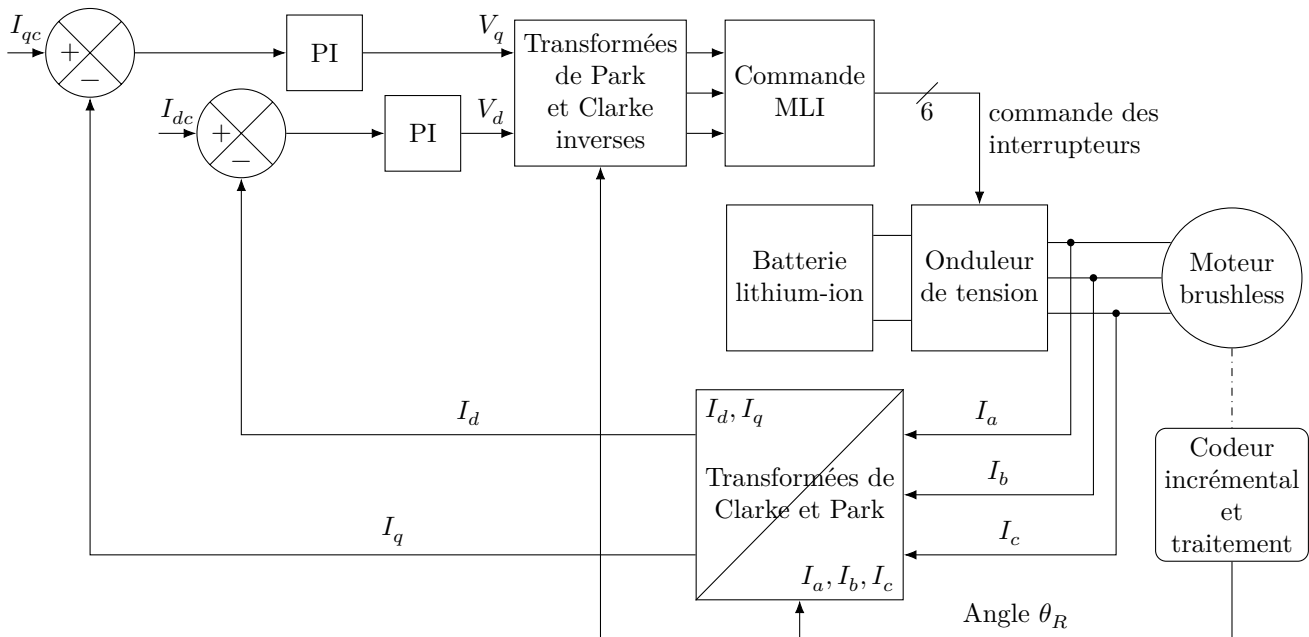 I_qc
+
−
PI
V_q
I_dc
+
−
PI
V_d
Transformées
de Park
et Clarke
inverses
Commande
MLI
6
commande des
interrupteurs
Batterie
lithium-ion
Onduleur
de tension
Moteur
brushless
I_d
I_q
I_d, I_q
Transformées de
Clarke et Park
I_a, I_b, I_c
I_a
I_b
I_c
Codeur
incrémental
et
traitement
Angle θ_R